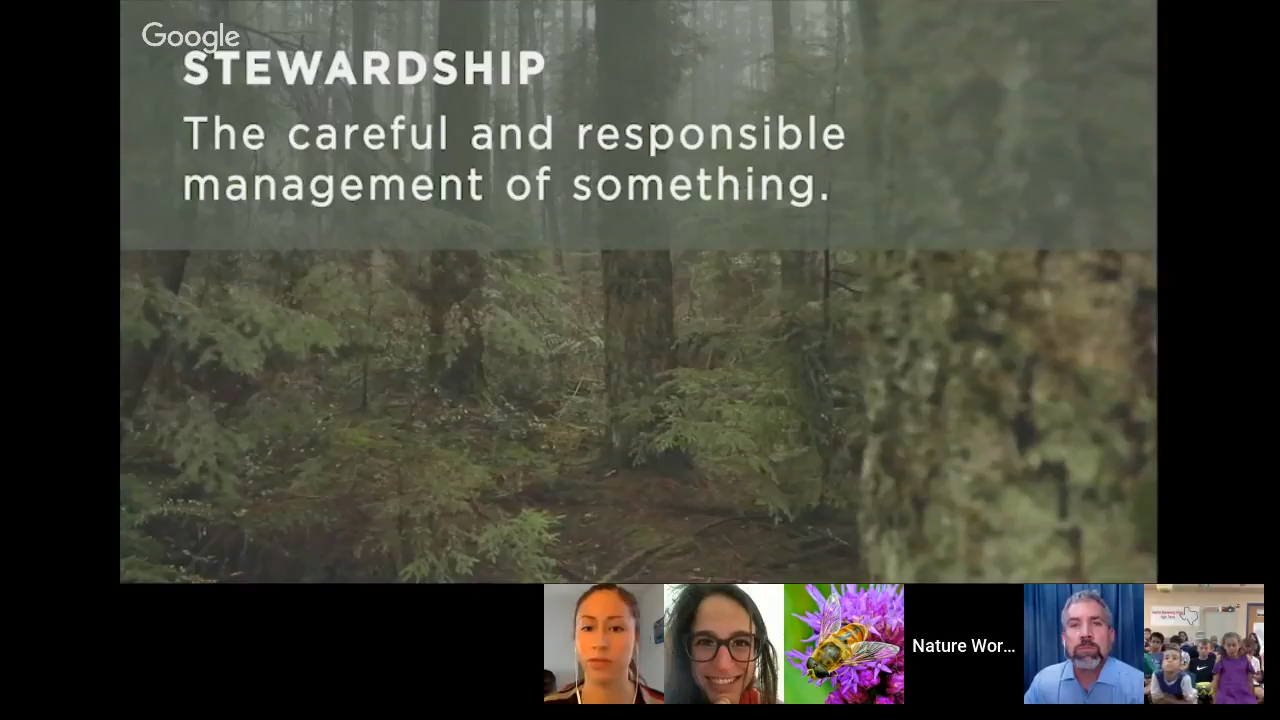 Google
STEWARDSHIP
The careful and responsible
management of something.
Nature Wor...